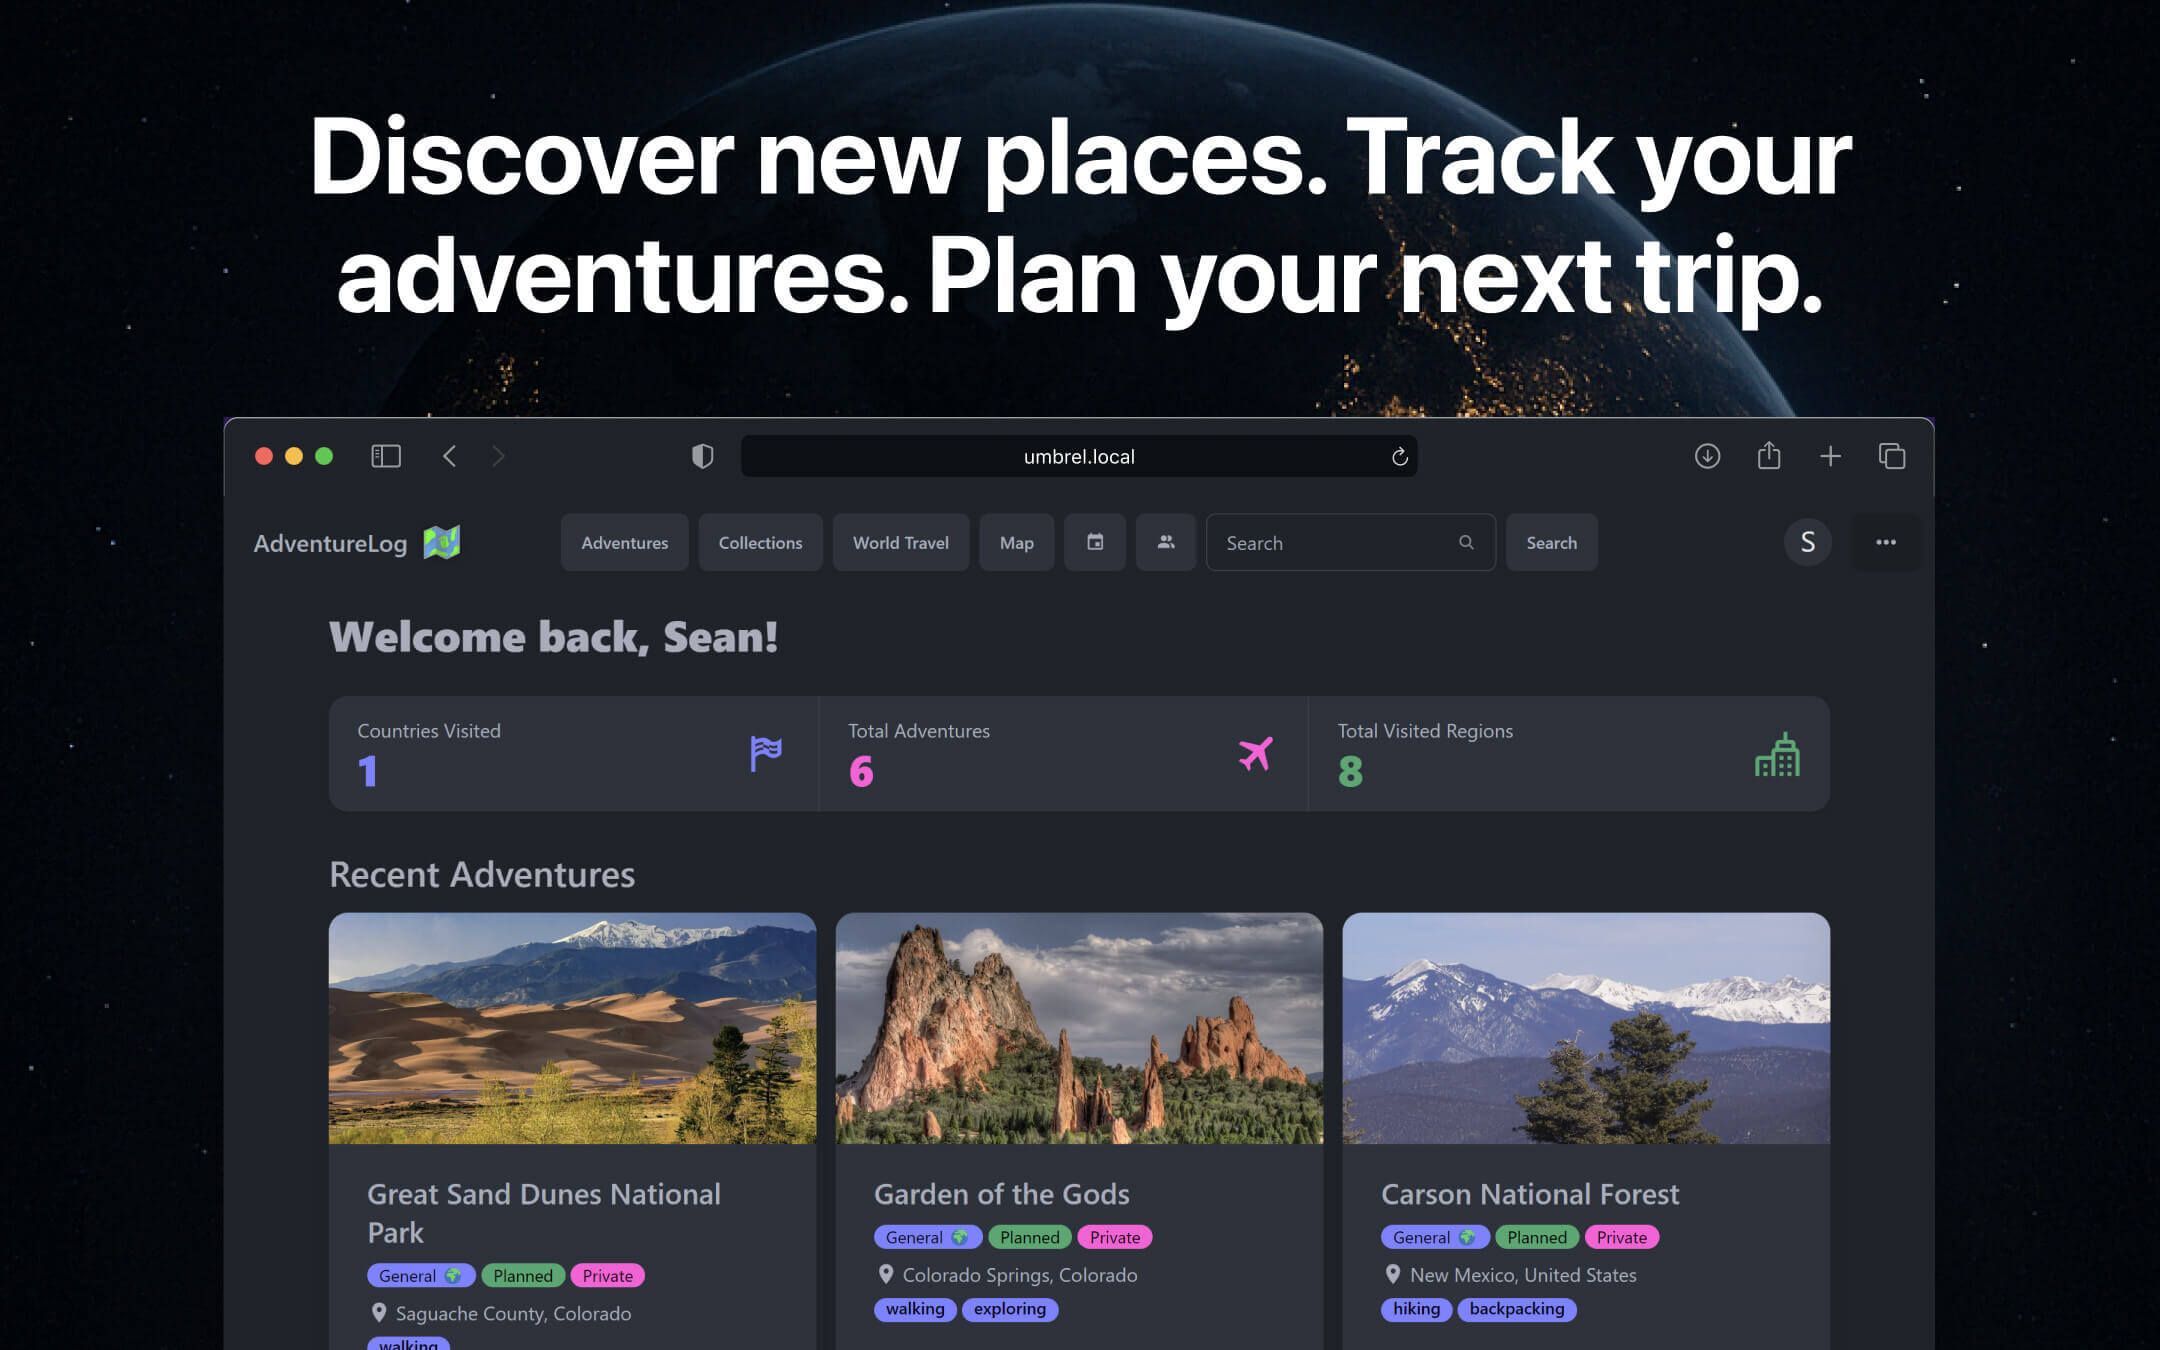 Discover new places. Track your
adventures. Plan your next trip.
umbrel.local
AdventureLog
Adventures
Collections
World Travel
Map
Search
Search
S
Welcome back, Sean!
Countries Visited
1
Total Adventures
6
Total Visited Regions
8
Recent Adventures
Great Sand Dunes National
Park
General
Planned
Private
Saguache County, Colorado
walking
Garden of the Gods
General
Planned
Private
Colorado Springs, Colorado
walking
exploring
Carson National Forest
General
Planned
Private
New Mexico, United States
hiking
backpacking